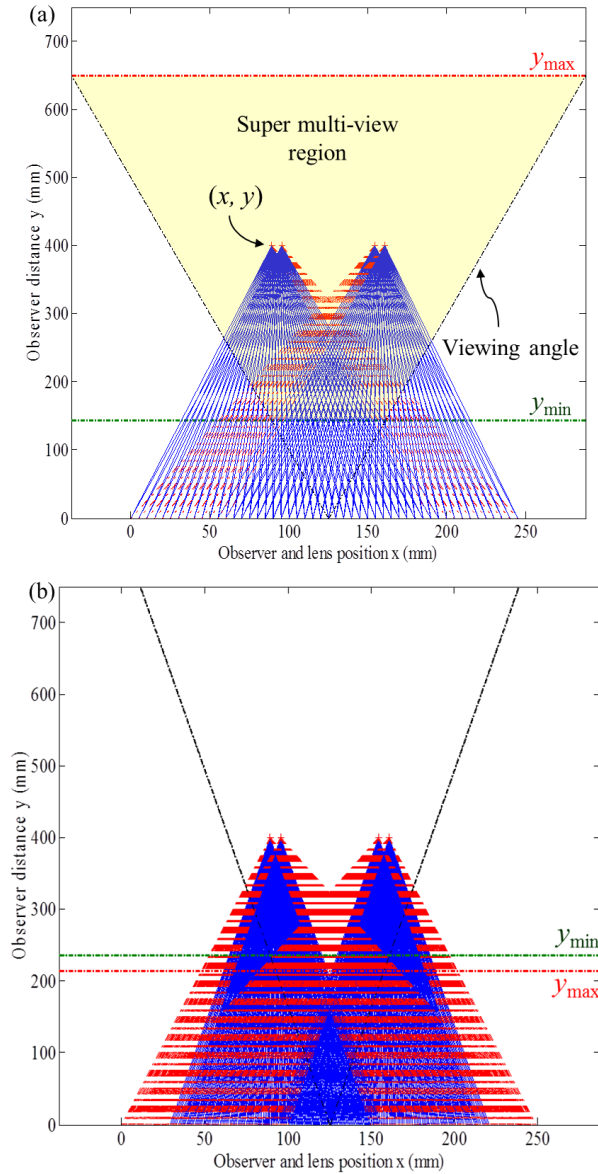 (a)
700
600
500
400
300
200
100
0
Observer distance y (mm)
y_max
Super multi-view
region
(x, y)
Viewing angle
y_min
0
50
100
150
200
250
Observer and lens position x (mm)
(b)
700
600
500
400
300
200
100
0
Observer distance y (mm)
y_min
y_max
0
50
100
150
200
250
Observer and lens position x (mm)